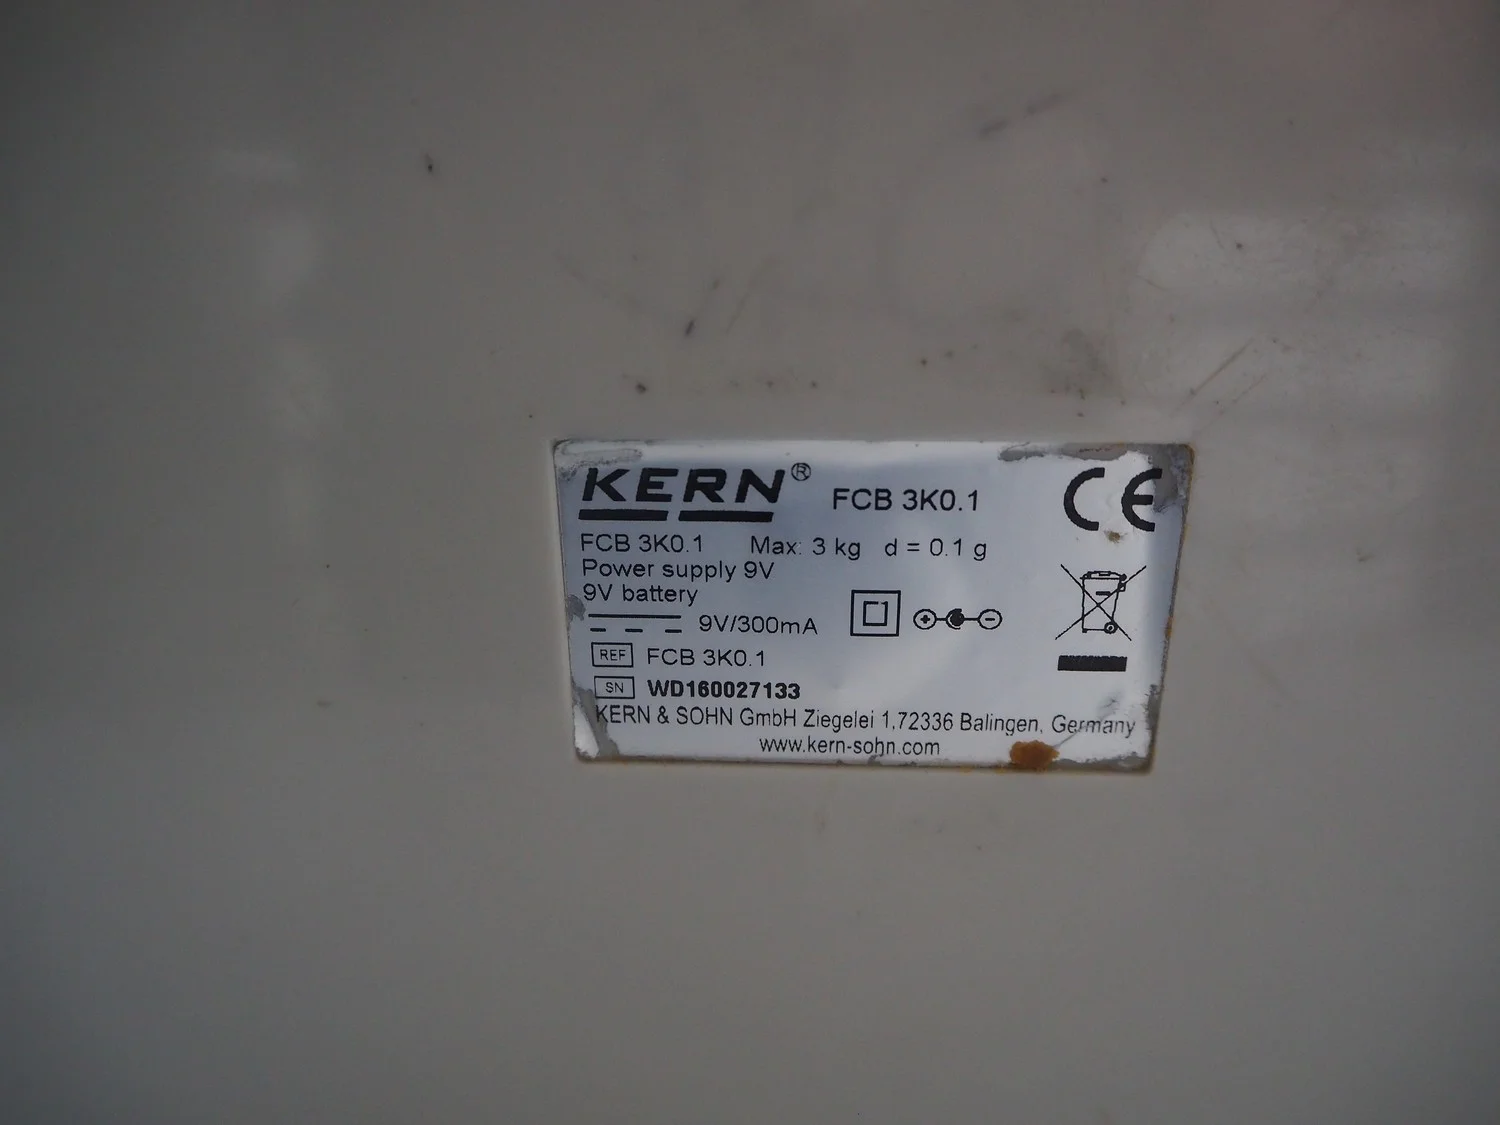 KERN® FCB 3K0.1 CE
FCB 3K0.1 Max: 3 kg d = 0.1 g
Power supply 9V
9V battery
9V/300mA
REF FCB 3K0.1
SN WD160027133
KERN & SOHN GmbH Ziegelei 1,72336 Balingen, Germany
www.kern-sohn.com